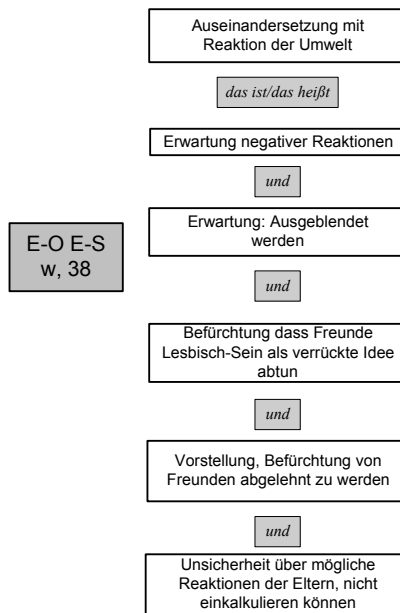 Auseinandersetzung mit
Reaktion der Umwelt
das ist/das heißt
Erwartung negativer Reaktionen
und
Erwartung: Ausgeblendet
werden
E-O E-S
w, 38
und
Befürchtung dass Freunde
Lesbisch-Sein als verrückte Idee
abtun
und
Vorstellung, Befürchtung von
Freunden abgelehnt zu werden
und
Unsicherheit über mögliche
Reaktionen der Eltern, nicht
einkalkulieren können